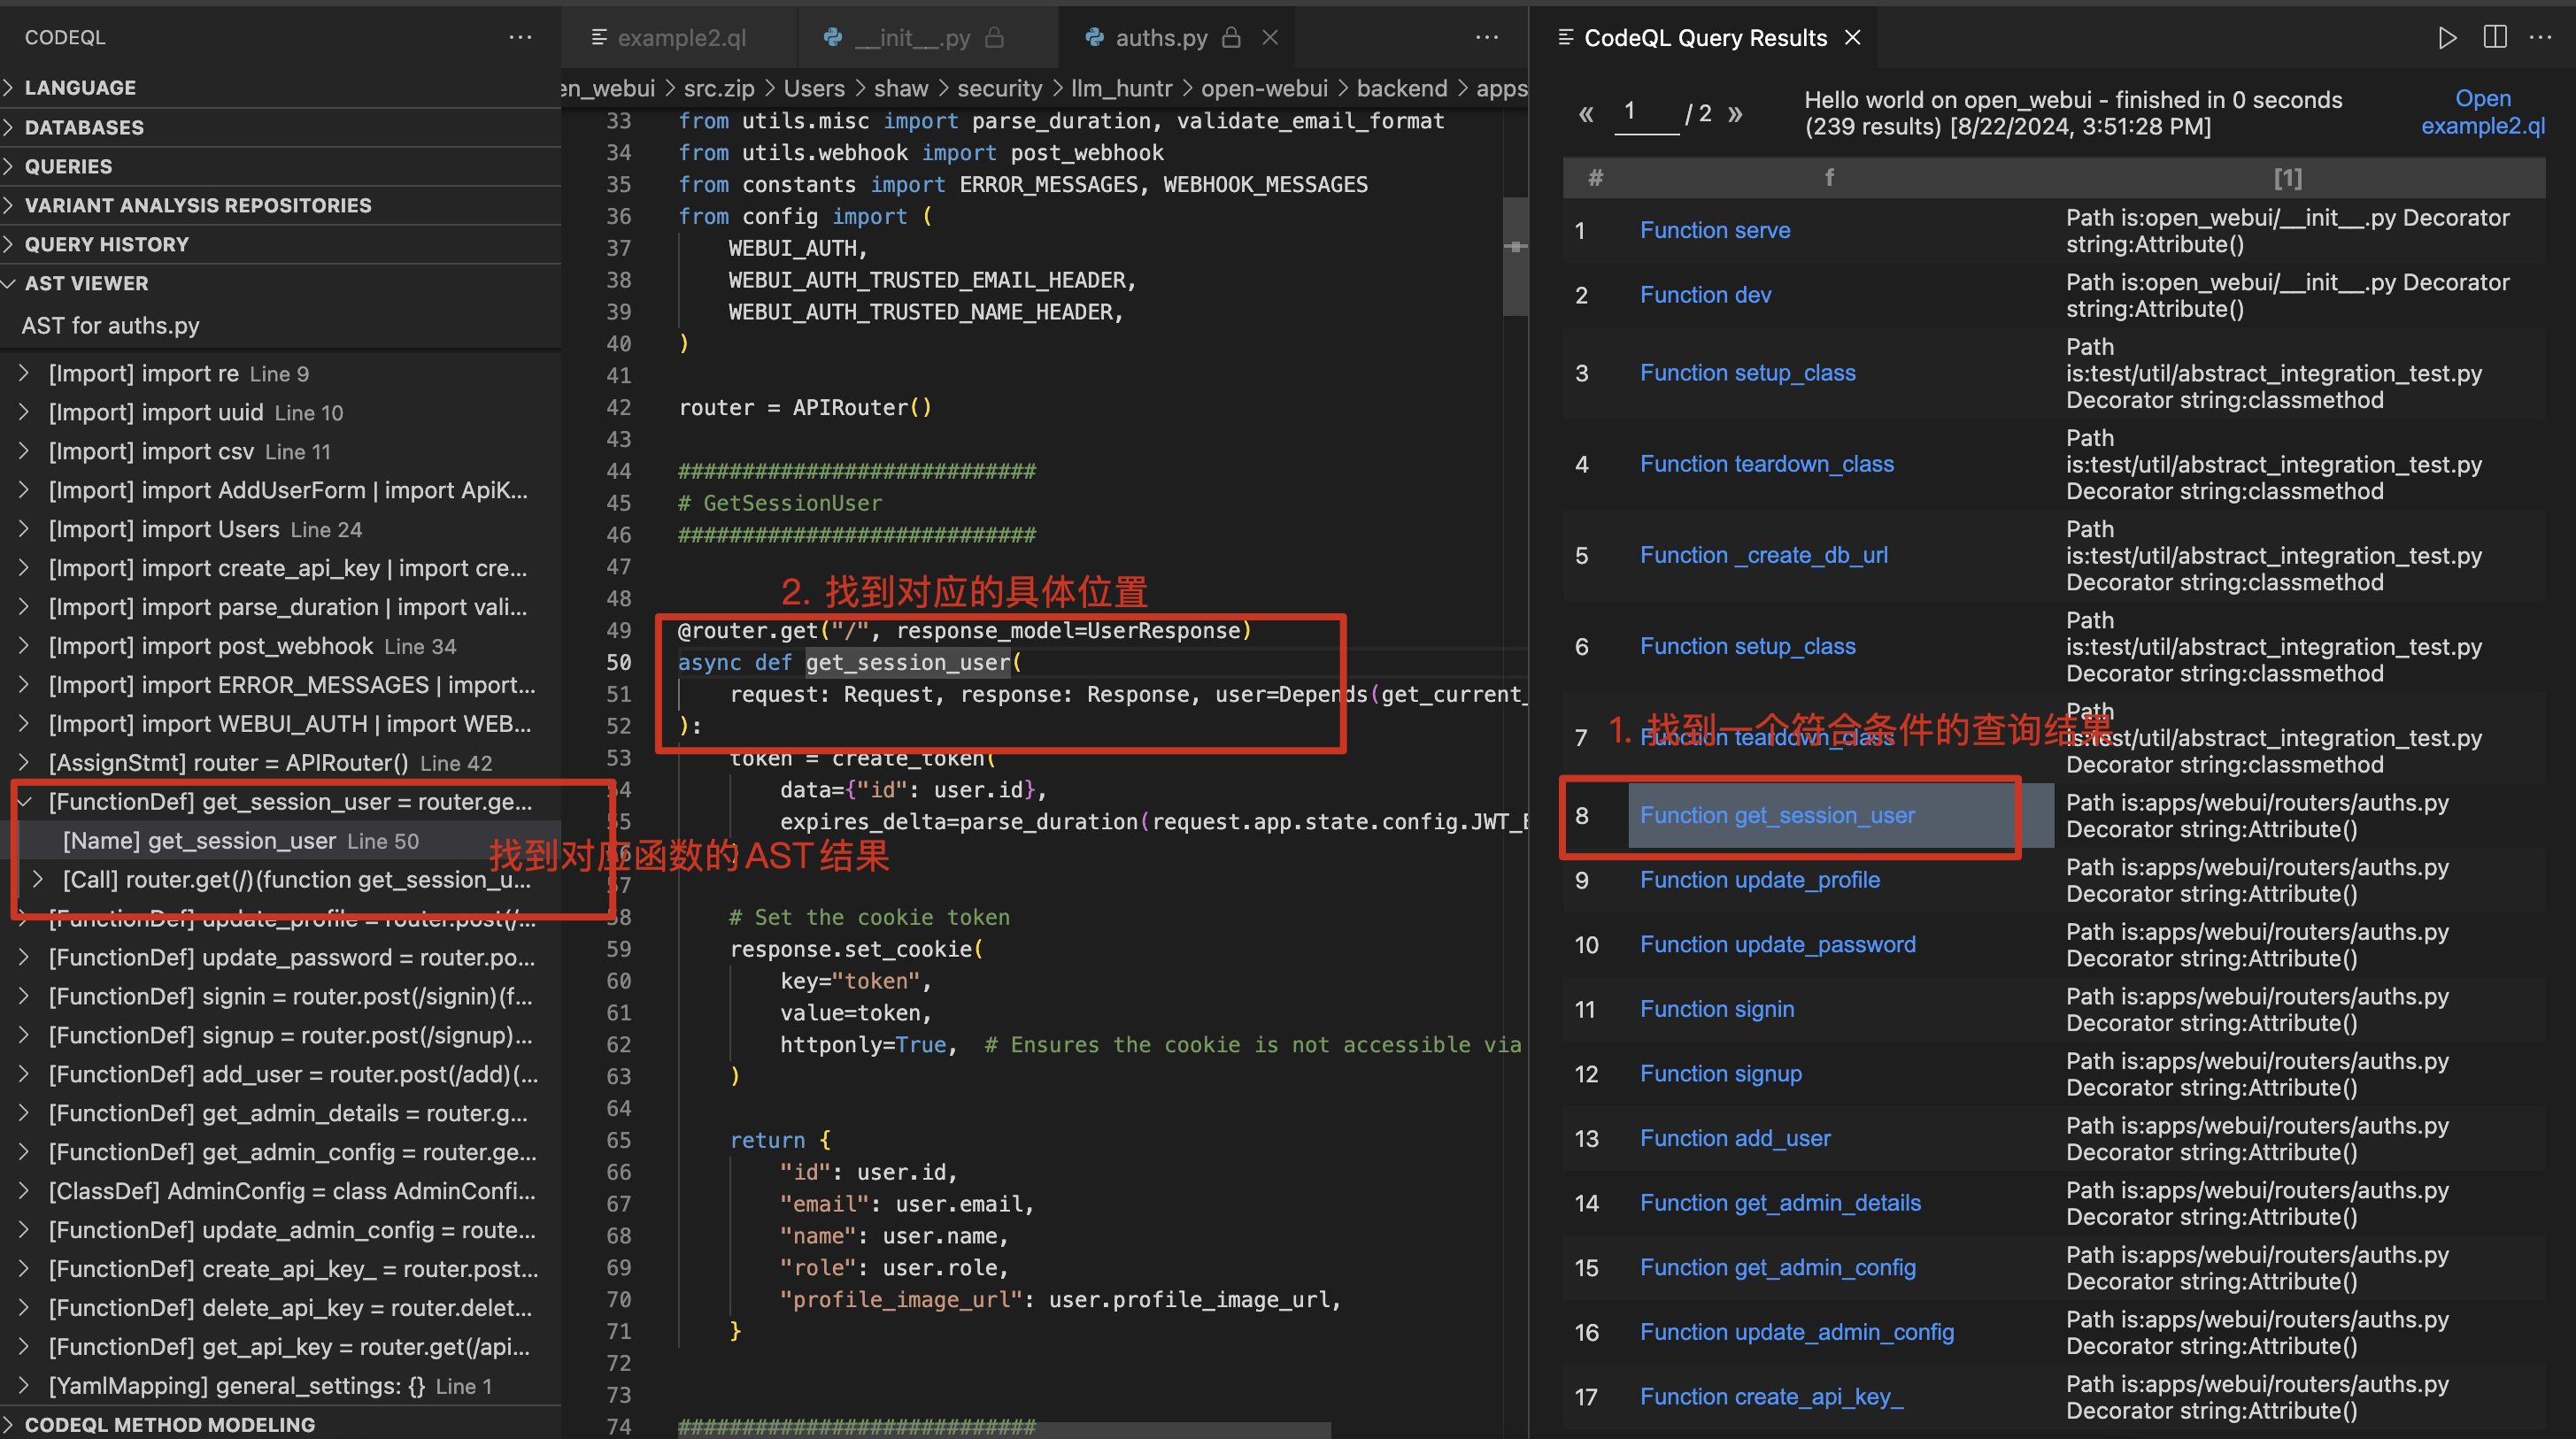 CODEQL
LANGUAGE
DATABASES
QUERIES
VARIANT ANALYSIS REPOSITORIES
QUERY HISTORY
AST VIEWER
AST for auths.py
[Import] import re Line 9
[Import] import uuid Line 10
[Import] import csv Line 11
[Import] import AddUserForm | import ApiK...
[Import] import Users Line 24
[Import] import create_api_key | import cre...
[Import] import parse_duration | import vali...
[Import] import post_webhook Line 34
[Import] import ERROR_MESSAGES | import...
[Import] import WEBUI_AUTH | import WEB...
[AssignStmt] router = APIRouter() Line 42
[FunctionDef] get_session_user = router.ge...
[Name] get_session_user Line 50
[Call] router.get(/)(function get_session_u...
找到对应函数的AST结果
[FunctionDef] update_profile = router.post(/...
[FunctionDef] update_password = router.po...
[FunctionDef] signin = router.post(/signin)(f...
[FunctionDef] signup = router.post(/signup)...
[FunctionDef] add_user = router.post(/add)(...
[FunctionDef] get_admin_details = router.g...
[FunctionDef] get_admin_config = router.ge...
[ClassDef] AdminConfig = class AdminConfi...
[FunctionDef] update_admin_config = route...
[FunctionDef] create_api_key_ = router.post...
[FunctionDef] delete_api_key = router.delet...
[FunctionDef] get_api_key = router.get(/api...
[YamlMapping] general_settings: {} Line 1
CODEQL METHOD MODELING
example2.ql __init__.py auths.py
en_webui > src.zip > Users > shaw > security > llm_huntr > open-webui > backend > apps
33 from utils.misc import parse_duration, validate_email_format
34 from utils.webhook import post_webhook
35 from constants import ERROR_MESSAGES, WEBHOOK_MESSAGES
36 from config import (
37 WEBUI_AUTH,
38 WEBUI_AUTH_TRUSTED_EMAIL_HEADER,
39 WEBUI_AUTH_TRUSTED_NAME_HEADER,
40 )
41
42 router = APIRouter()
43
44 ############################
45 # GetSessionUser
46 ############################
47
48
2. 找到对应的具体位置
49 @router.get("/", response_model=UserResponse)
50 async def get_session_user(
51 request: Request, response: Response, user=Depends(get_current_
52 ):
53 token = create_token(
54 data={"id": user.id},
55 expires_delta=parse_duration(request.app.state.config.JWT_E
56 )
57
58 # Set the cookie token
59 response.set_cookie(
60 key="token",
61 value=token,
62 httponly=True, # Ensures the cookie is not accessible via
63 )
64
65 return {
66 "id": user.id,
67 "email": user.email,
68 "name": user.name,
69 "role": user.role,
70 "profile_image_url": user.profile_image_url,
71 }
72
73
74 ############################
CodeQL Query Results
« 1 / 2 »
Hello world on open_webui - finished in 0 seconds
(239 results) [8/22/2024, 3:51:28 PM]
Open
example2.ql
# f [1]
1 Function serve Path is:open_webui/__init__.py Decorator
string:Attribute()
2 Function dev Path is:open_webui/__init__.py Decorator
string:Attribute()
3 Function setup_class Path
is:test/util/abstract_integration_test.py
Decorator string:classmethod
4 Function teardown_class Path
is:test/util/abstract_integration_test.py
Decorator string:classmethod
5 Function _create_db_url Path
is:test/util/abstract_integration_test.py
Decorator string:classmethod
6 Function setup_class Path
is:test/util/abstract_integration_test.py
Decorator string:classmethod
1. 找到一个符合条件的查询结果
7 Function teardown_class Path
is:test/util/abstract_integration_test.py
Decorator string:classmethod
8 Function get_session_user Path is:apps/webui/routers/auths.py
Decorator string:Attribute()
9 Function update_profile Path is:apps/webui/routers/auths.py
Decorator string:Attribute()
10 Function update_password Path is:apps/webui/routers/auths.py
Decorator string:Attribute()
11 Function signin Path is:apps/webui/routers/auths.py
Decorator string:Attribute()
12 Function signup Path is:apps/webui/routers/auths.py
Decorator string:Attribute()
13 Function add_user Path is:apps/webui/routers/auths.py
Decorator string:Attribute()
14 Function get_admin_details Path is:apps/webui/routers/auths.py
Decorator string:Attribute()
15 Function get_admin_config Path is:apps/webui/routers/auths.py
Decorator string:Attribute()
16 Function update_admin_config Path is:apps/webui/routers/auths.py
Decorator string:Attribute()
17 Function create_api_key_ Path is:apps/webui/routers/auths.py
Decorator string:Attribute()